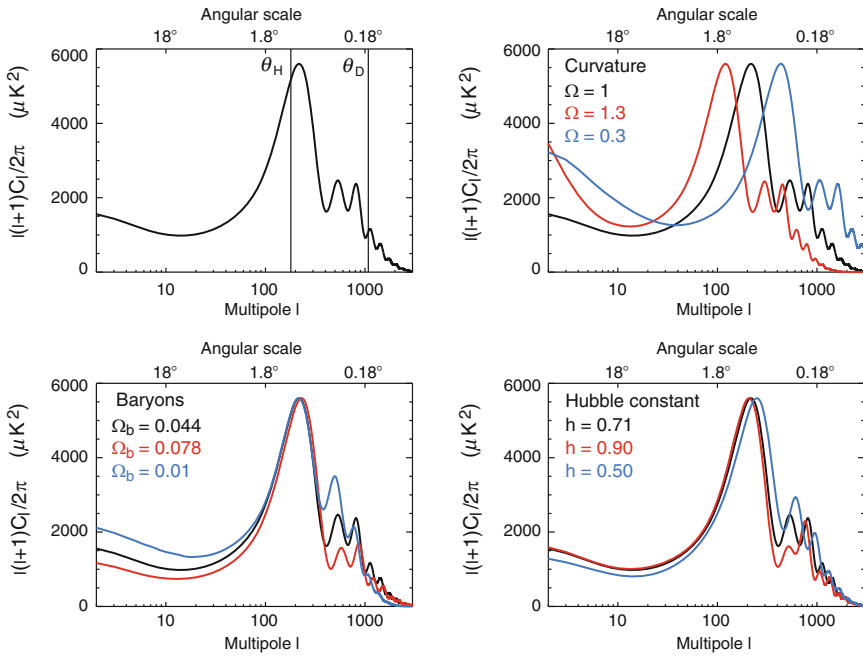 Angular scale
18° 1.8° 0.18°
θH θD
6000
4000
2000
0
l(l+1)Cl/2π (μK²)
10 100 1000
Multipole l
Angular scale
18° 1.8° 0.18°
Curvature
Ω = 1
Ω = 1.3
Ω = 0.3
6000
4000
2000
0
l(l+1)Cl/2π (μK²)
10 100 1000
Multipole l
Angular scale
18° 1.8° 0.18°
Baryons
Ωb = 0.044
Ωb = 0.078
Ωb = 0.01
6000
4000
2000
0
l(l+1)Cl/2π (μK²)
10 100 1000
Multipole l
Angular scale
18° 1.8° 0.18°
Hubble constant
h = 0.71
h = 0.90
h = 0.50
6000
4000
2000
0
l(l+1)Cl/2π (μK²)
10 100 1000
Multipole l